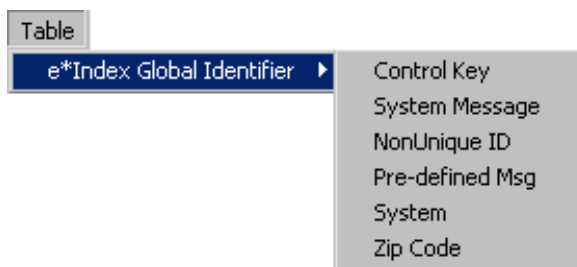 Table
e*Index Global Identifier
Control Key
System Message
NonUnique ID
Pre-defined Msg
System
Zip Code